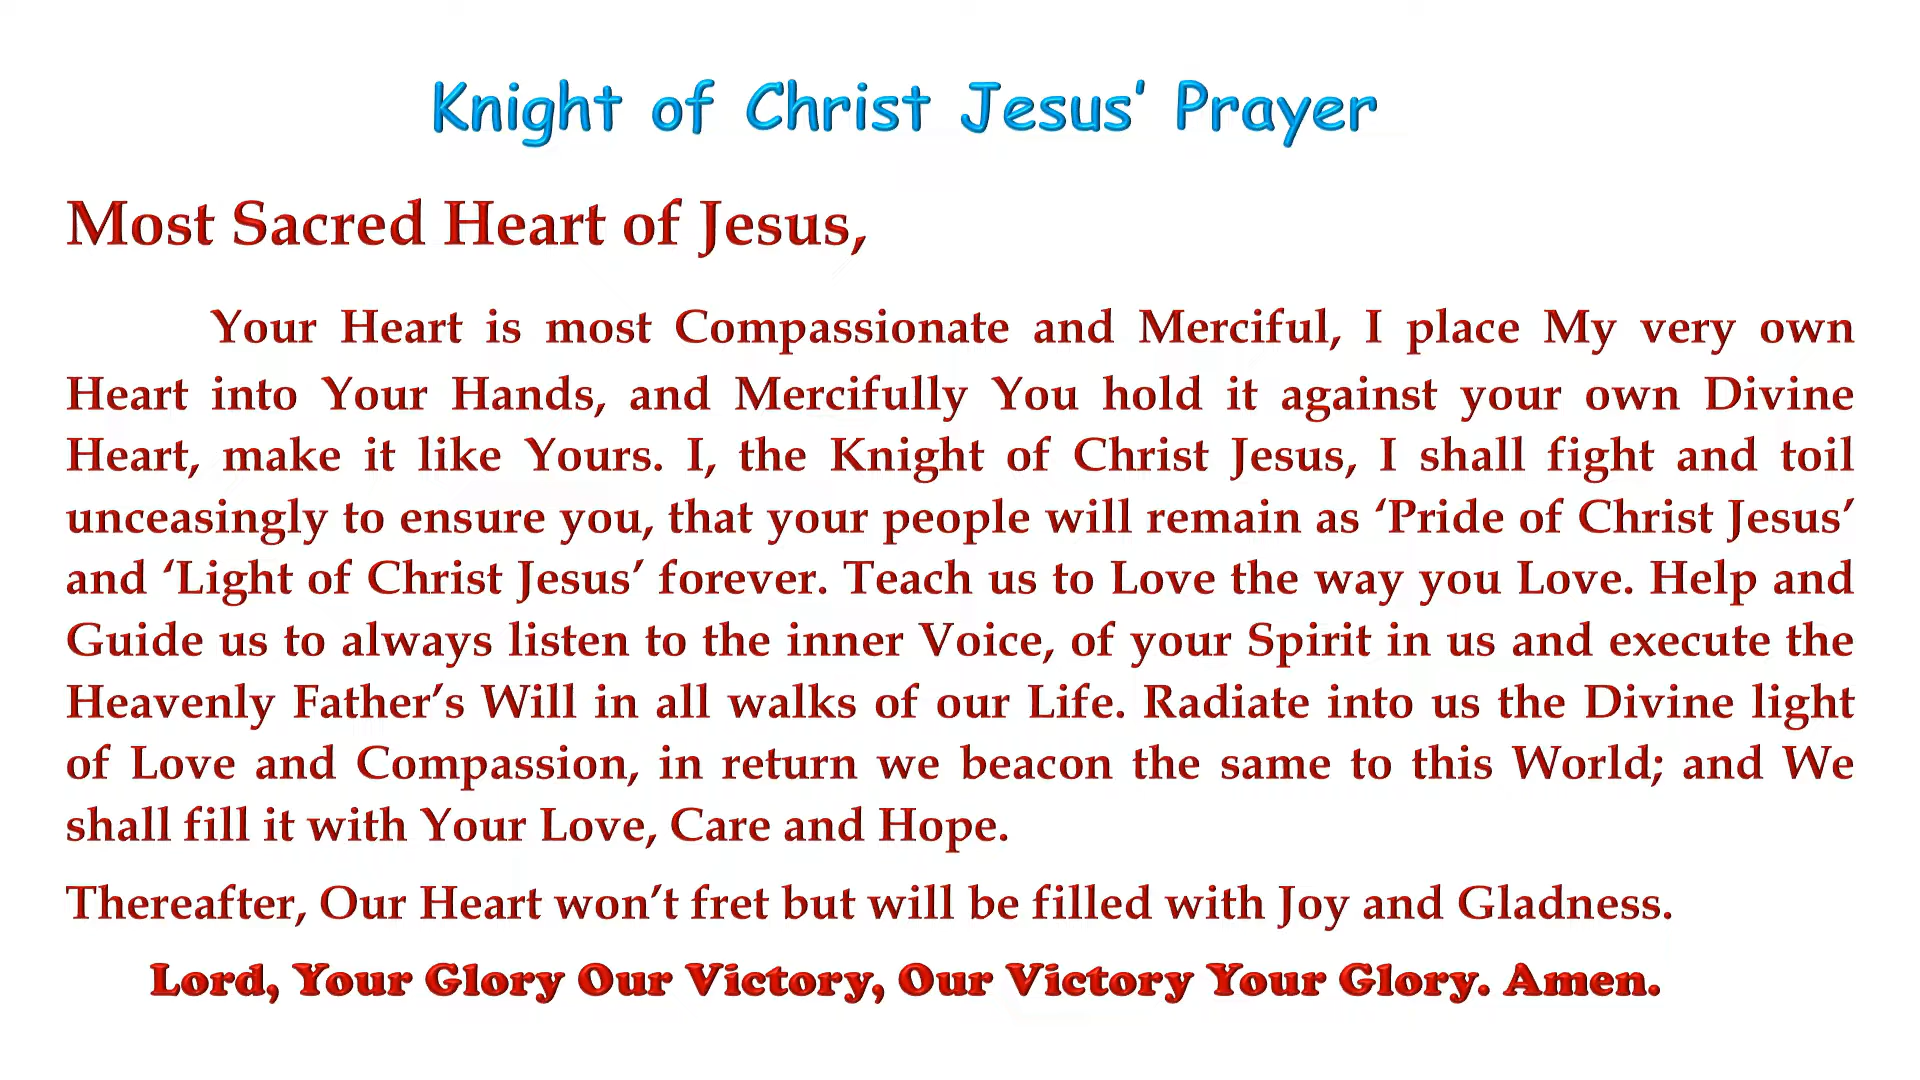 Knight of Christ Jesus’ Prayer
Most Sacred Heart of Jesus,
Your Heart is most Compassionate and Merciful, I place My very own
Heart into Your Hands, and Mercifully You hold it against your own Divine
Heart, make it like Yours. I, the Knight of Christ Jesus, I shall fight and toil
unceasingly to ensure you, that your people will remain as ‘Pride of Christ Jesus’
and ‘Light of Christ Jesus’ forever. Teach us to Love the way you Love. Help and
Guide us to always listen to the inner Voice, of your Spirit in us and execute the
Heavenly Father’s Will in all walks of our Life. Radiate into us the Divine light
of Love and Compassion, in return we beacon the same to this World; and We
shall fill it with Your Love, Care and Hope.
Thereafter, Our Heart won’t fret but will be filled with Joy and Gladness.
Lord, Your Glory Our Victory, Our Victory Your Glory. Amen.